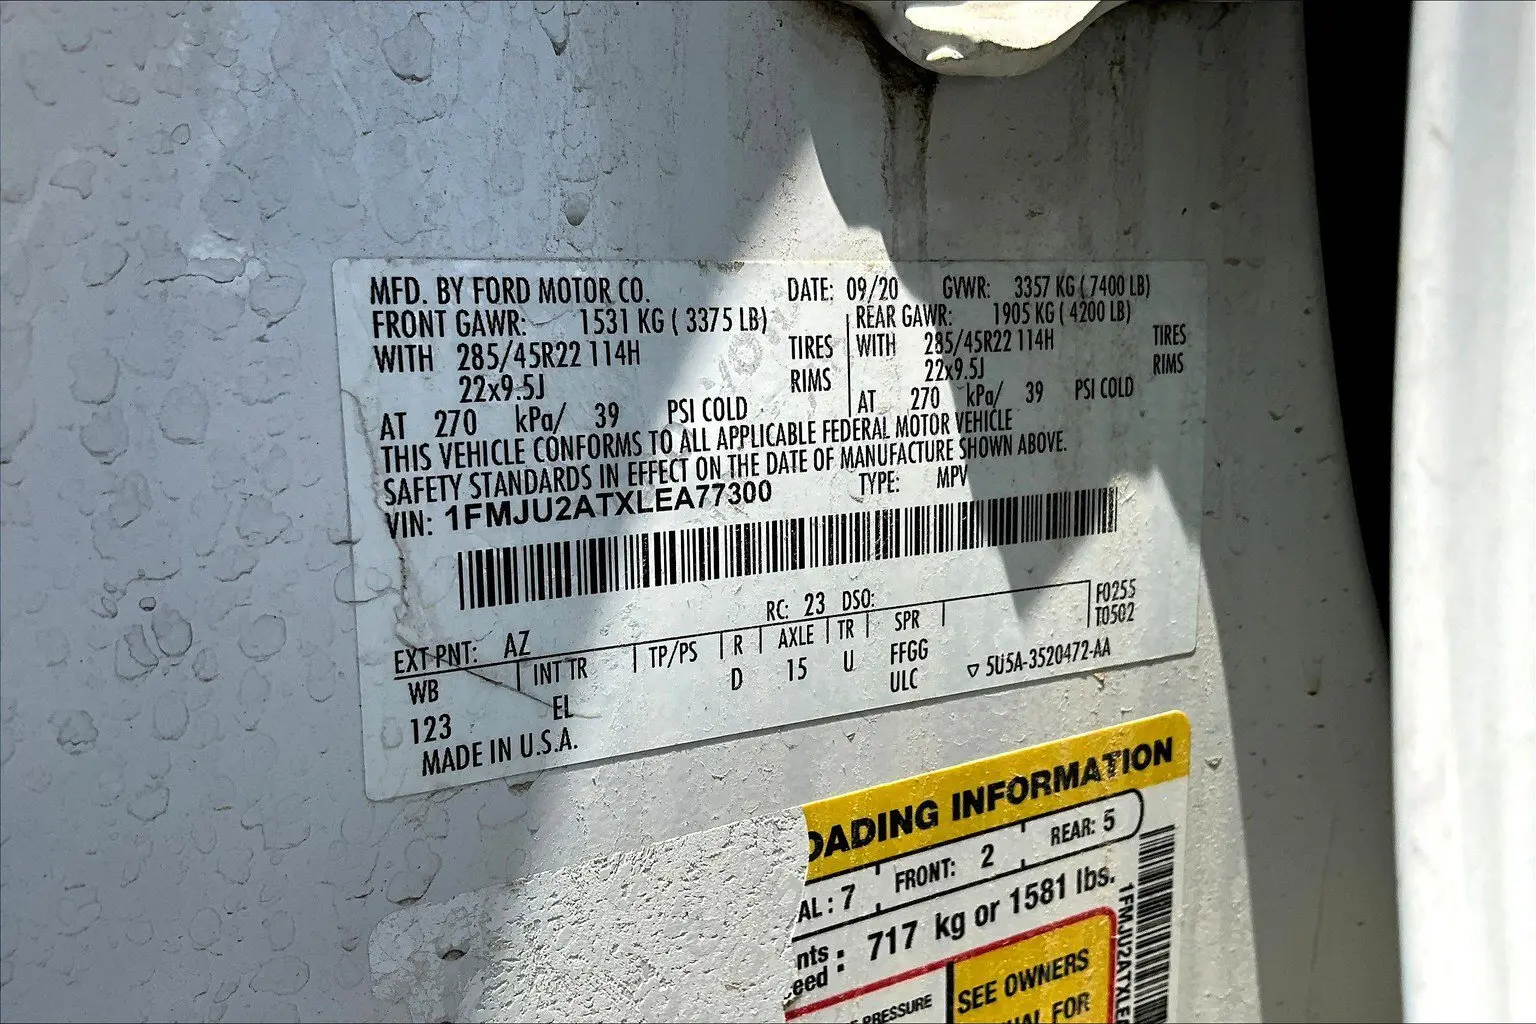 MFD. BY FORD MOTOR CO. DATE: 09/20 GVWR: 3357 KG ( 7400 LB)
FRONT GAWR: 1531 KG ( 3375 LB) REAR GAWR: 1905 KG ( 4200 LB)
WITH 285/45R22 114H TIRES WITH 285/45R22 114H TIRES
22x9.5J RIMS 22x9.5J RIMS
AT 270 kPa/ 39 PSI COLD AT 270 kPa/ 39 PSI COLD
THIS VEHICLE CONFORMS TO ALL APPLICABLE FEDERAL MOTOR VEHICLE
SAFETY STANDARDS IN EFFECT ON THE DATE OF MANUFACTURE SHOWN ABOVE.
VIN: 1FMJU2ATXLEA77300 TYPE: MPV
RC: 23 DSO: F0255
T0502
EXT PNT: AZ
WB INT TR TP/PS R AXLE TR SPR
123 EL D 15 U FFGG
ULC
▽ 5U5A-3520472-AA
MADE IN U.S.A.
OADING INFORMATION
AL : 7 FRONT: 2 REAR: 5
nts
eed : 717 kg or 1581 lbs.
PRESSURE
SEE OWNERS
FOR
1FMJU2ATXLE